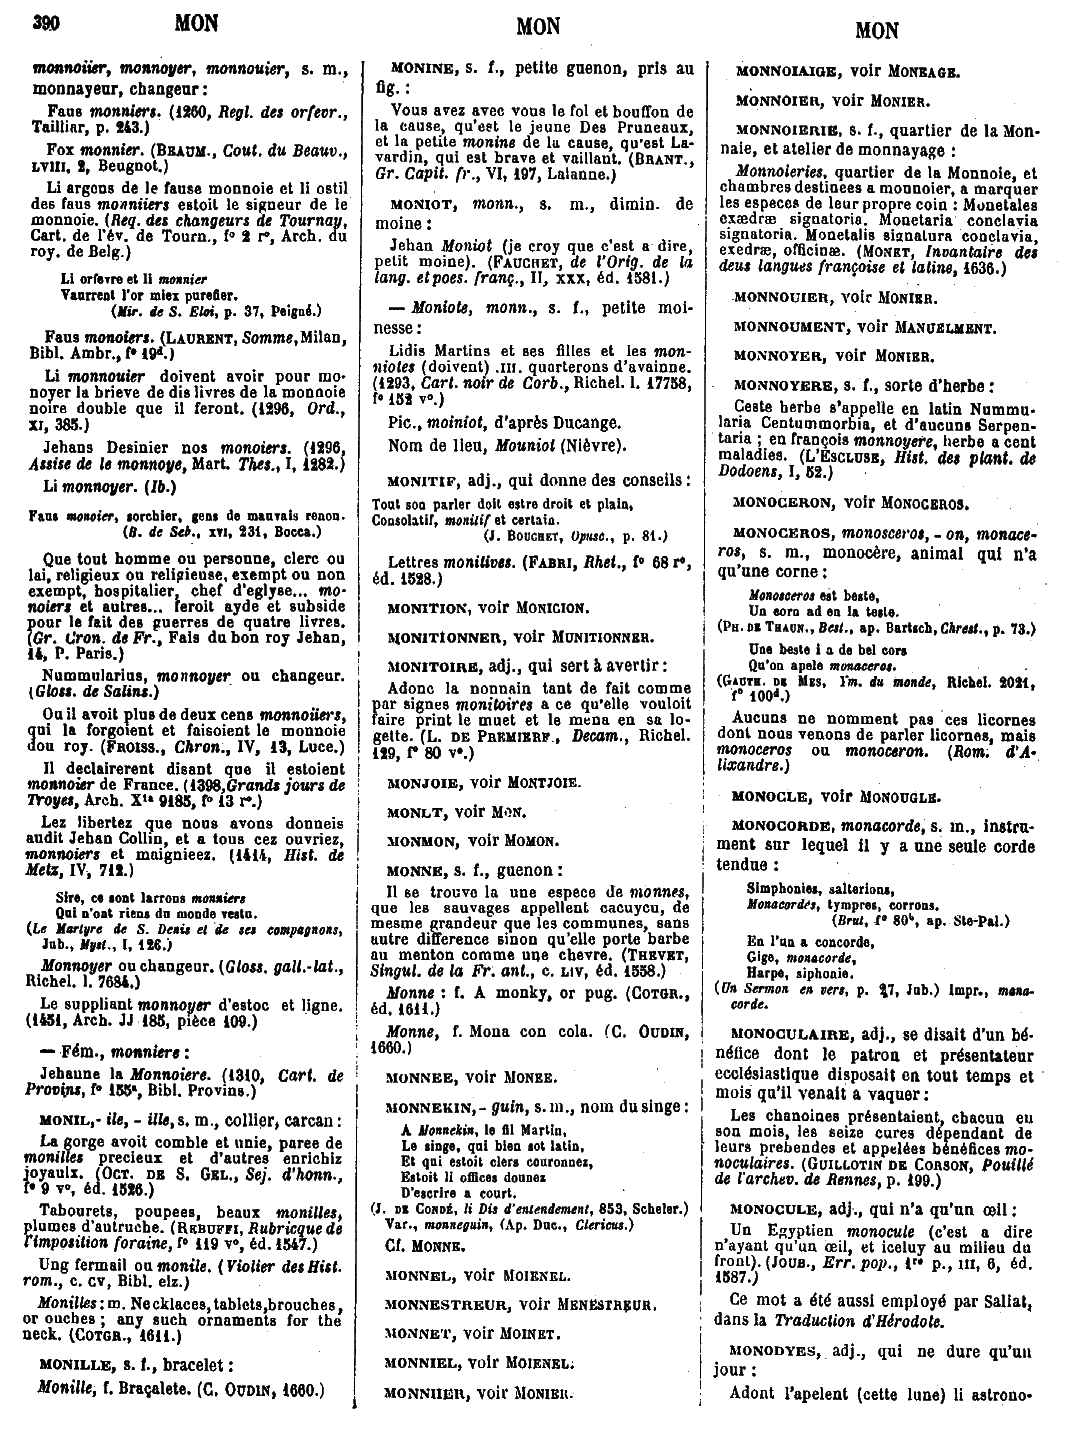 390 MON MON MON
monnoiier, monnoyer, monnouier, s. m.,
monnayeur, changeur :
Faus monniers. (1260, Regl. des orfevr.,
Tailliar, p. 243.)
Fox monnier. (BEAUM., Cout. du Beauv.,
LVIII, 2, Beugnot.)
Li argens de le fause monnoie et li ostil
des faus monniiers estoit le signeur de le
monnoie. (Reg. des changeurs de Tournay,
Cart. de l'év. de Tourn., f° 2 r°, Arch. du
roy. de Belg.)
Li orfevre et li monnier
Vaurrent l'or miex purefier.
(Mir. de S. Eloi, p. 37, Peigné.)
Faus monoiers. (LAURENT, Somme, Milan,
Bibl. Ambr., f° 19d.)
Li monnouier doivent avoir pour mo-
noyer la brieve de dis livres de la monnoie
noire double que il feront. (1296, Ord.,
XI, 385.)
Jehans Desinier nos monoiers. (1296,
Assise de le monnoye, Mart. Thes., I, 1282.)
Li monnoyer. (Ib.)
Faus monoier, sorchier, gens de mauvais renon.
(B. de Seb., XVI, 231, Bocca.)
Que tout homme ou personne, clerc ou
lai, religieux ou religieuse, exempt ou non
exempt, hospitalier, chef d'eglyse... mo-
noiers et autres... feroit ayde et subside
pour le fait des guerres de quatre livres.
(Gr. Cron. de Fr., Fais du bon roy Jehan,
14, P. Paris.)
Nummularius, monnoyer ou changeur.
(Gloss. de Salins.)
Ou il avoit plus de deux cens monnoiiers,
qui la forgoient et faisoient le monnoie
dou roy. (FROISS., Chron., IV, 13, Luce.)
Il declairerent disant que il estoient
monnoier de France. (1398, Grands jours de
Troyes, Arch. X1a 9185, f° 13 r°.)
Lez libertez que nous avons donneis
audit Jehan Collin, et a tous cez ouvriez,
monnoiers et maignieez. (1414, Hist. de
Metz, IV, 712.)
Sire, ce sont larrons monniers
Qui n'ont riens du monde vestu.
(Le Martyre de S. Denis et de ses compagnons,
Jub., Myst., I, 126.)
Monnoyer ou changeur. (Gloss. gall.-lat.,
Richel. l. 7684.)
Le suppliant monnoyer d'estoc et ligne.
(1451, Arch. JJ 185, pièce 109.)
— Fém., monniere :
Jehanne la Monnoiere. (1310, Cart. de
Provins, f° 155a, Bibl. Provins.)
MONIL, - ile, - ille, s. m., collier, carcan :
La gorge avoit comble et unie, paree de
monilles precieux et d'autres enrichiz
joyaulx. (OCT. DE S. GEL., Sej. d'honn.,
f° 9 v°, éd. 1526.)
Tabourets, poupees, beaux monilles,
plumes d'autruche. (REBUFFI, Rubricque de
l'imposition foraine, f° 119 v°, éd. 1547.)
Ung fermail ou monile. (Violier des Hist.
rom., c. CV, Bibl. elz.)
Monilles : m. Necklaces, tablets, brouches,
or ouches ; any such ornaments for the
neck. (COTGR., 1611.)
MONILLE, s. f., bracelet :
Monille, f. Braçalete. (C. OUDIN, 1660.)
MONINE, s. f., petite guenon, pris au
fig. :
Vous avez avec vous le fol et bouffon de
la cause, qu'est le jeune Des Pruneaux,
et la petite monine de la cause, qu'est La-
vardin, qui est brave et vaillant. (BRANT.,
Gr. Capit. fr., VI, 197, Lalanne.)
MONIOT, monn., s. m., dimin. de
moine :
Jehan Moniot (je croy que c'est a dire,
petit moine). (FAUCHET, de l'Orig. de la
lang. et poes. franç., II, XXX, éd. 1581.)
— Moniote, monn., s. f., petite moi-
nesse :
Lidis Martins et ses filles et les mon-
niotes (doivent) .III. quarterons d'avainne.
(1293, Cart. noir de Corb., Richel. l. 17758,
f° 152 v°.)
Pic., moiniot, d'après Ducange.
Nom de lieu, Mouniot (Nièvre).
MONITIF, adj., qui donne des conseils :
Tout son parler doit estre droit et plain,
Consolatif, monitif et certain.
(J. BOUCHET, Opusc., p. 81.)
Lettres monitives. (FABRI, Rhet., f° 68 r°,
éd. 1528.)
MONITION, voir MONICION.
MONITIONNER, voir MUNITIONNER.
MONITOIRE, adj., qui sert à avertir :
Adonc la nonnain tant de fait comme
par signes monitoires a ce qu'elle vouloit
faire print le muet et le mena en sa lo-
gette. (L. DE PREMIERF., Decam., Richel.
129, f° 80 v°.)
MONJOIE, voir MONTJOIE.
MONLT, voir MON.
MONMON, voir MOMON.
MONNE, s. f., guenon :
Il se trouve la une espece de monnes,
que les sauvages appellent cacuycu, de
mesme grandeur que les communes, sans
autre difference sinon qu'elle porte barbe
au menton comme une chevre. (THEVET,
Singul. de la Fr. ant., c. LIV, éd. 1558.)
Monne : f. A monky, or pug. (COTGR.,
éd. 1611.)
Monne, f. Mona con cola. (C. OUDIN,
1660.)
MONNEE, voir MONEE.
MONNEKIN, - guin, s. m., nom du singe :
A Monnekin, le fil Martin,
Le singe, qui bien sot latin,
Et qui estoit clers couronnez,
Estoit li offices donnez
D'escrire a court.
(J. DE CONDÉ, li Dis d'entendement, 853, Scheler.)
Var., monneguin, (Ap. Duc., Clericus.)
Cf. MONNE.
MONNEL, voir MOIENEL.
MONNESTREUR, voir MENESTREUR.
MONNET, voir MOINET.
MONNIEL, voir MOIENEL.
MONNIIER, voir MONIER.
MONNOIAIGE, voir MONEAGE.
MONNOIER, voir MONIER.
MONNOIERIE, s. f., quartier de la Mon-
naie, et atelier de monnayage :
Monnoieries, quartier de la Monnoie, et
chambres destinees a monnoier, a marquer
les especes de leur propre coin : Monetales
exædræ signatoria. Monetaria conclavia
signatoria. Monetalis signatura conclavia,
exedræ, officinæ. (MONET, Invantaire des
deus langues françoise et latine, 1636.)
MONNOUIER, voir MONIER.
MONNOUMENT, voir MANUELMENT.
MONNOYER, voir MONIER.
MONNOYERE, s. f., sorte d'herbe :
Ceste herbe s'appelle en latin Nummu-
laria Centummorbia, et d'aucuns Serpen-
taria ; en françois monnoyere, herbe a cent
maladies. (L'ESCLUSE, Hist. des plant. de
Dodoens, I, 52.)
MONOCERON, voir MONOCEROS.
MONOCEROS, monosceros, - on, monace-
ros, s. m., monocère, animal qui n'a
qu'une corne :
Monosceros est beste,
Un corn ad en la teste.
(PH. DE THAUN., Best., ap. Bartsch, Chrest., p. 73.)
Une beste i a de bel cors
Qu'on apele monaceros.
(GAUTH. DE MES, Ym. du monde, Richel. 2021,
f° 100d.)
Aucuns ne nomment pas ces licornes
dont nous venons de parler licornes, mais
monoceros ou monoceron. (Rom. d'A-
lixandre.)
MONOCLE, voir MONOUGLE.
MONOCORDE, monacorde, s. m., instru-
ment sur lequel il y a une seule corde
tendue :
Simphonies, salterions,
Monacordes, tympres, corrons.
(Brut, f° 80b, ap. Ste-Pal.)
En l'un a concorde,
Gige, monacorde,
Harpe, siphonie.
(Un Sermon en vers, p. 27, Jub.) Impr., mena-
corde.
MONOCULAIRE, adj., se disait d'un bé-
néfice dont le patron et présentateur
ecclésiastique disposait en tout temps et
mois qu'il venait a vaquer :
Les chanoines présentaient, chacun en
son mois, les seize cures dépendant de
leurs prebendes et appelées bénéfices mo-
noculaires. (GUILLOTIN DE CORSON, Pouillé
de l'archev. de Rennes, p. 199.)
MONOCULE, adj., qui n'a qu'un œil :
Un Egyptien monocule (c'est a dire
n'ayant qu'un œil, et iceluy au milieu du
front). (JOUB., Err. pop., 1re p., III, 6, éd.
1587.)
Ce mot a été aussi employé par Saliat,
dans la Traduction d'Hérodote.
MONODYES, adj., qui ne dure qu'un
jour :
Adont l'apelent (cette lune) li astrono-